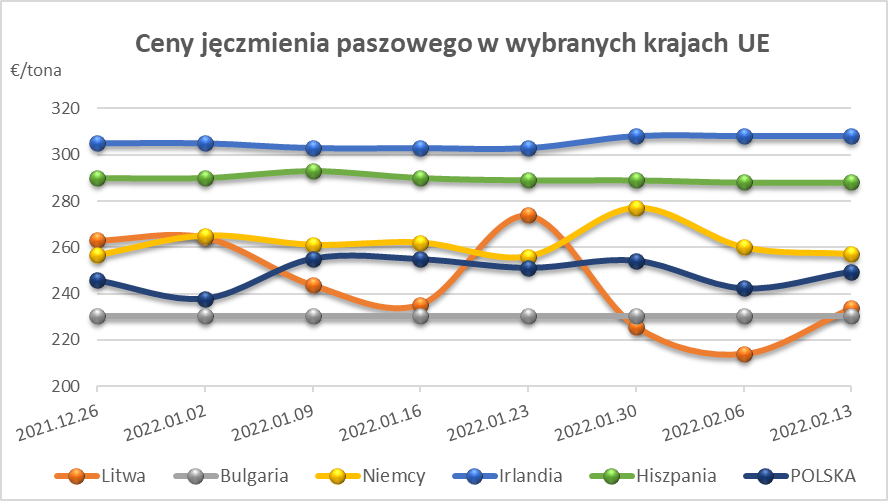 Ceny jęczmienia paszowego w wybranych krajach UE
€/tona
320
300
280
260
240
220
200
2021.12.26 2022.01.02 2022.01.09 2022.01.16 2022.01.23 2022.01.30 2022.02.06 2022.02.13
Litwa Bulgaria Niemcy Irlandia Hiszpania POLSKA